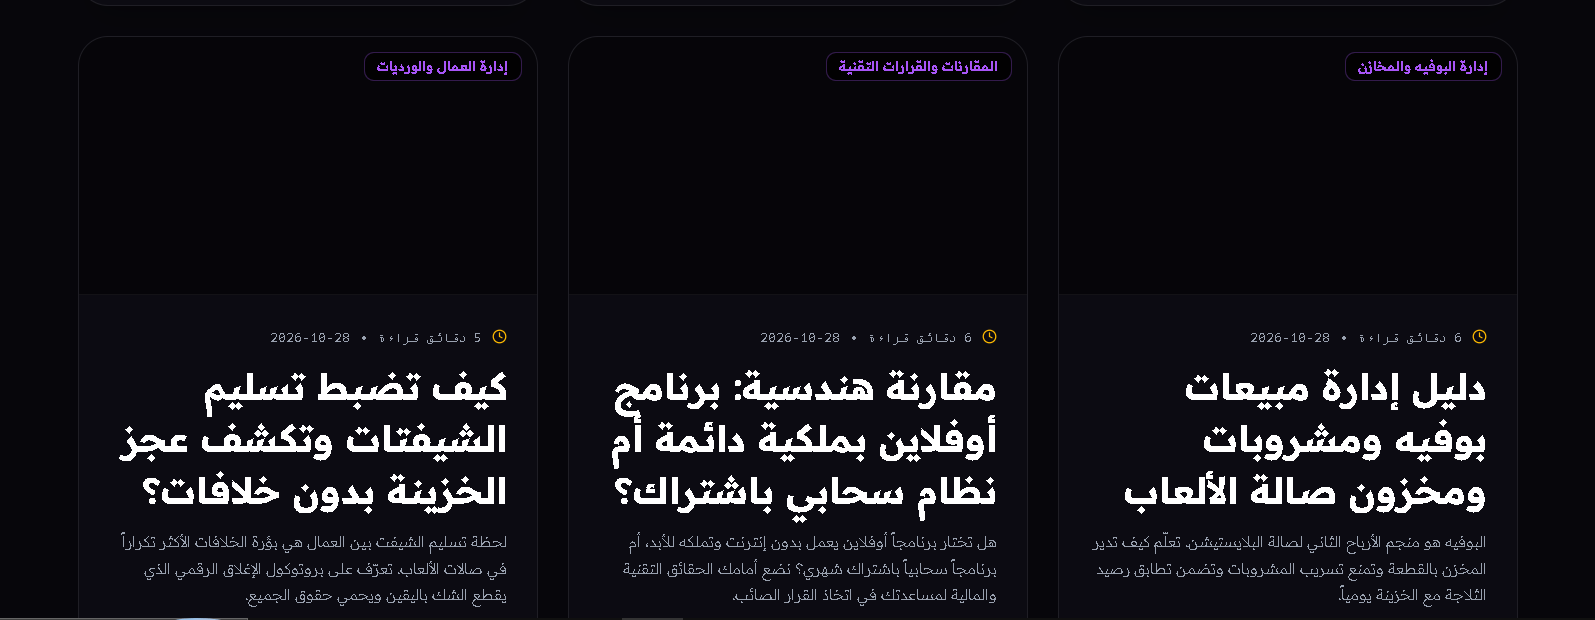 إدارة البوفيه والمخازن
6 دقائق قراءة • 2026-10-28
دليل إدارة مبيعات
بوفيه ومشروبات
ومخزون صالة الألعاب
البوفيه هو منجم الأرباح الثاني لصالة البلايستيشن. تعلّم كيف تدير
المخزن بالقطعة وتمنع تسريب المشروبات وتضمن تطابق رصيد
الثلاجة مع الخزينة يومياً.
المقارنات والقرارات التقنية
6 دقائق قراءة • 2026-10-28
مقارنة هندسية: برنامج
أوفلاين بملكية دائمة أم
نظام سحابي باشتراك؟
هل تختار برنامجاً أوفلاين يعمل بدون إنترنت وتملكه للأبد، أم
برنامجاً سحابياً باشتراك شهري؟ نضع أمامك الحقائق التقنية
والمالية لمساعدتك في اتخاذ القرار الصائب.
إدارة العمال والورديات
5 دقائق قراءة • 2026-10-28
كيف تضبط تسليم
الشيفتات وتكشف عجز
الخزينة بدون خلافات؟
لحظة تسليم الشيفت بين العمال هي بؤرة الخلافات الأكثر تكراراً
في صالات الألعاب. تعرّف على بروتوكول الإغلاق الرقمي الذي
يقطع الشك باليقين ويحمي حقوق الجميع.